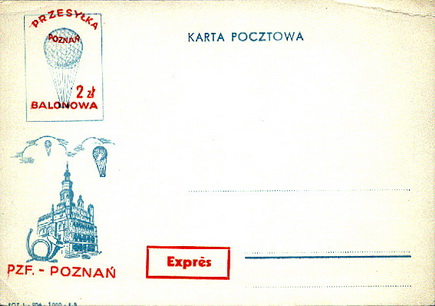 PRZESYŁKA
POZNAŃ
2 zł
BALONOWA
KARTA POCZTOWA
Exprès
PZF. - POZNAŃ